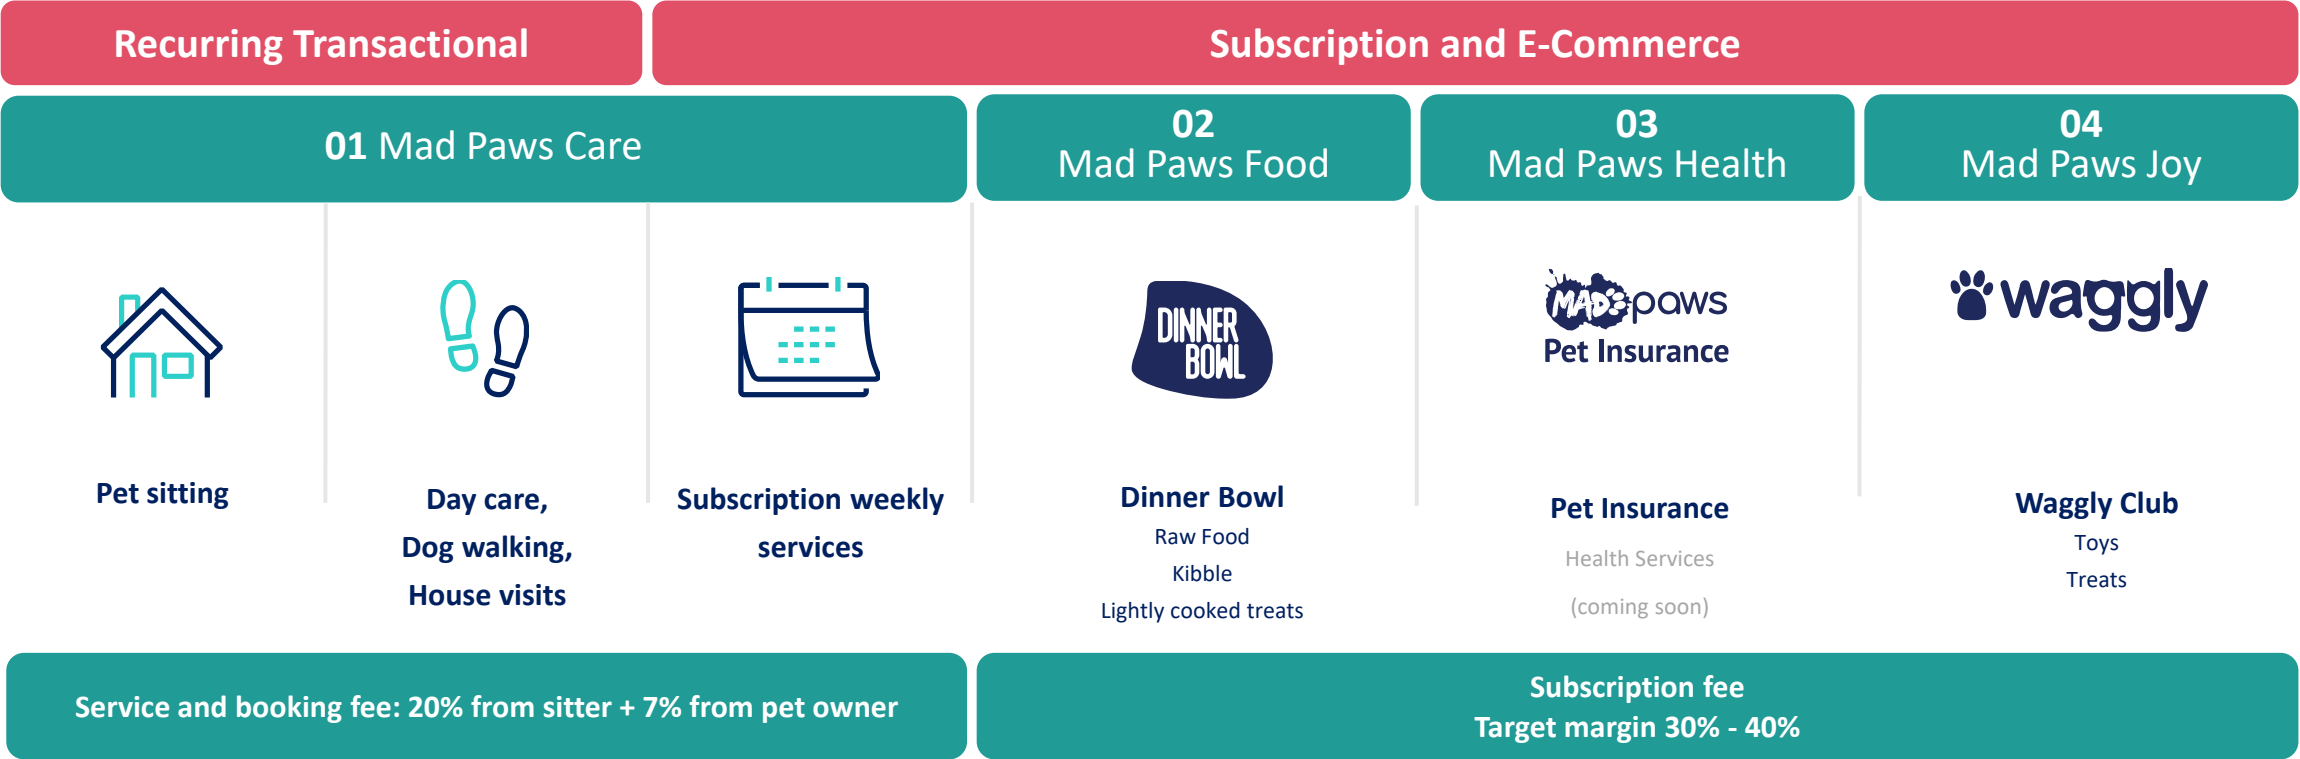 Recurring Transactional
Subscription and E-Commerce
01 Mad Paws Care
02
Mad Paws Food
03
Mad Paws Health
04
Mad Paws Joy
DINNER
BOWL
MAD paws
Pet Insurance
waggly
Pet sitting
Day care,
Dog walking,
House visits
Subscription weekly
services
Dinner Bowl
Raw Food
Kibble
Lightly cooked treats
Pet Insurance
Health Services
(coming soon)
Waggly Club
Toys
Treats
Service and booking fee: 20% from sitter + 7% from pet owner
Subscription fee
Target margin 30% - 40%